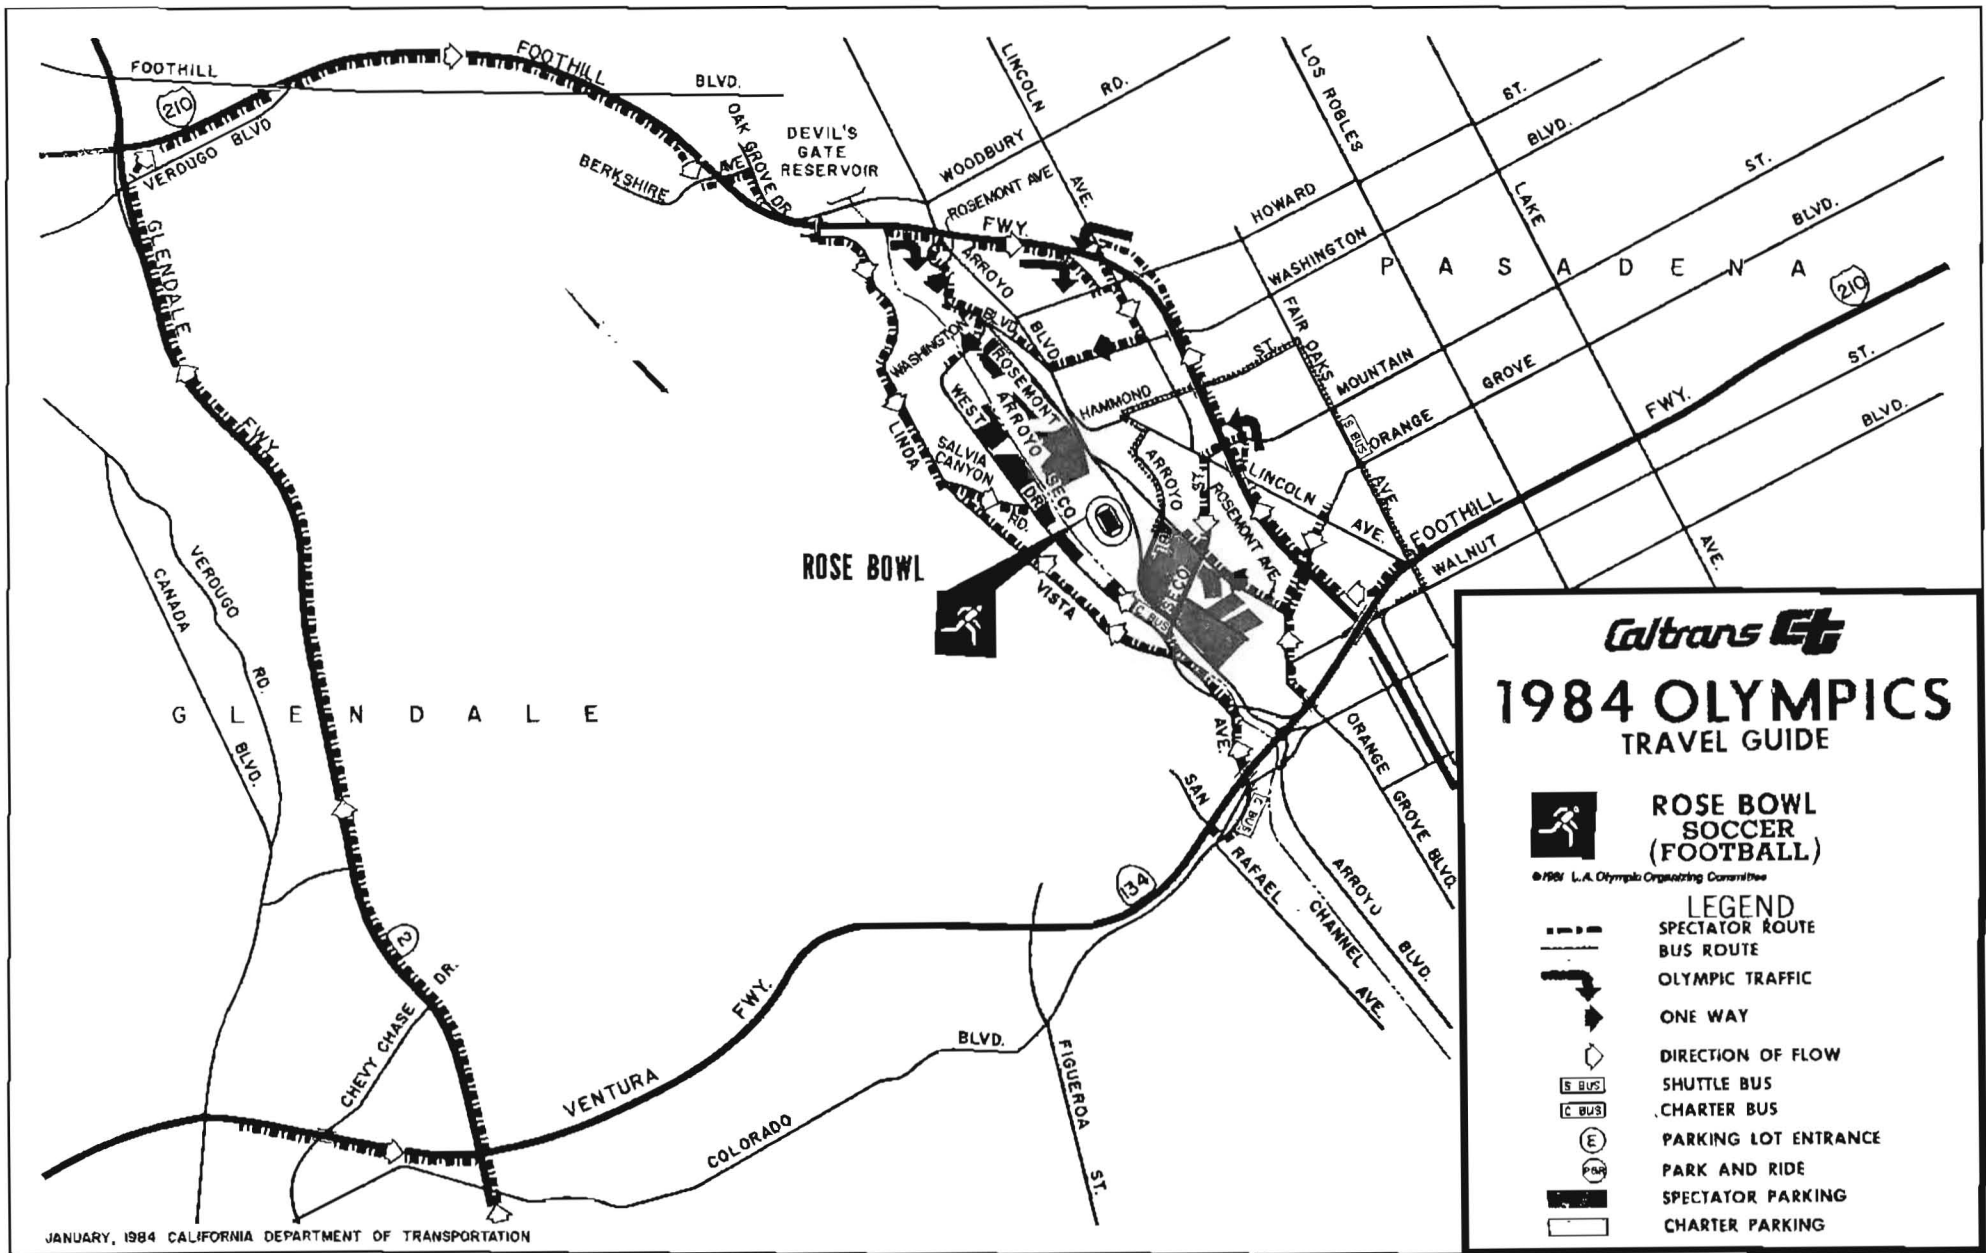 FOOTHILL
BLVD.
210
VERDUGO BLVD
FOOTHILL
FWY.
OAK GROVE DR.
BERKSHIRE
AVE
DEVIL'S
GATE
RESERVOIR
WOODBURY
RD.
LINCOLN
AVE.
ROSEMONT AVE
LOS ROBLES
HOWARD
ST.
WASHINGTON
BLVD.
LAKE
AVE.
PASADENA
210
FAIR OAKS
AVE.
MOUNTAIN
ST.
ORANGE
GROVE
BLVD.
S BUS
FOOTHILL
FWY.
WALNUT
ST.
BLVD.
GLENDALE
FWY
ARROYO
BLVD.
WASHINGTON
BLVD.
ROSEMONT
WEST
DR.
ARROYO
SECO
HAMMOND
ST.
LINDA
VISTA
AVE.
SALVIA
CANYON
RD.
ARROYO
ST.
ROSEMONT AVE
LINCOLN
AVE.
SECO
C BUS
ROSE BOWL
VERDUGO
RD.
CANADA
BLVD.
GLENDALE
SAN
RAFAEL
AVE.
C BUS
ORANGE
GROVE BLVD.
ARROYO
BLVD.
CHANNEL
134
2
CHEVY CHASE
DR.
VENTURA
FWY.
COLORADO
BLVD.
FIGUEROA
ST.
JANUARY, 1984 CALIFORNIA DEPARTMENT OF TRANSPORTATION
Caltrans
1984 OLYMPICS
TRAVEL GUIDE
ROSE BOWL
SOCCER
(FOOTBALL)
©1981 L.A. Olympic Organizing Committee
LEGEND
SPECTATOR ROUTE
BUS ROUTE
OLYMPIC TRAFFIC
ONE WAY
DIRECTION OF FLOW
S BUS SHUTTLE BUS
C BUS CHARTER BUS
E PARKING LOT ENTRANCE
P&R PARK AND RIDE
SPECTATOR PARKING
CHARTER PARKING